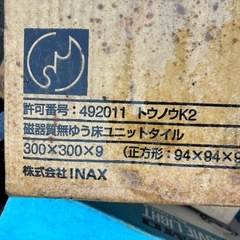 許可番号：492011 トウノウK2
磁器質無ゆう床ユニットタイル
300×300×9 （正方形：94×94×9
株式会社INAX